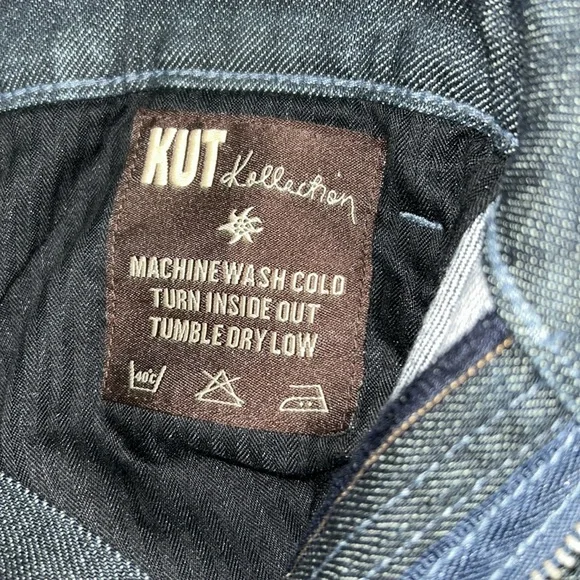 KUT Kollection
MACHINE WASH COLD
TURN INSIDE OUT
TUMBLE DRY LOW
40°C